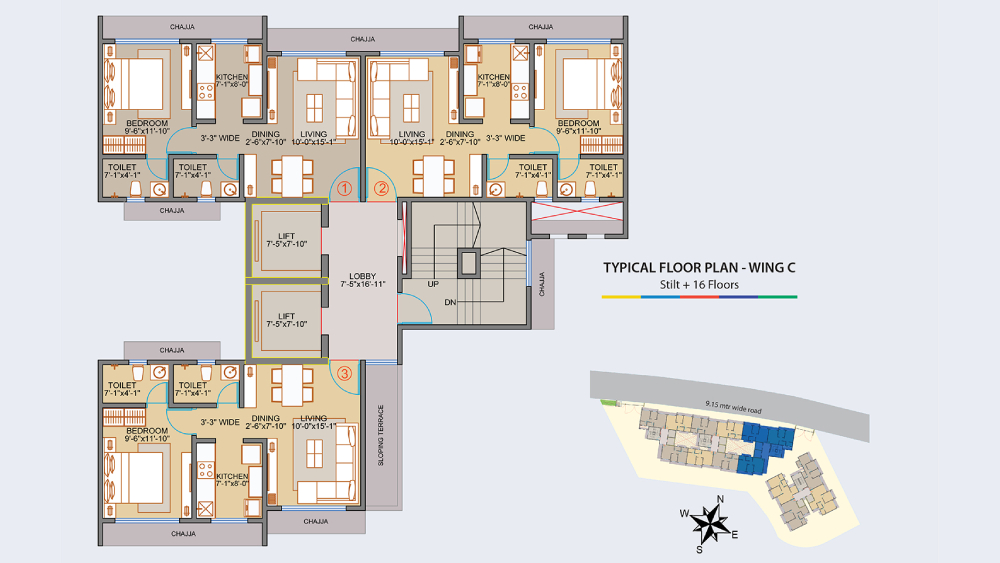 CHAJJA
CHAJJA
CHAJJA
KITCHEN
7'-1"x8'-0"
KITCHEN
7'-1"x8'-0"
BEDROOM
9'-6"x11'-10"
3'-3" WIDE
DINING
2'-6"x7'-10"
LIVING
10'-0"x15'-1"
LIVING
10'-0"x15'-1"
DINING
2'-6"x7'-10"
3'-3" WIDE
BEDROOM
9'-6"x11'-10"
TOILET
7'-1"x4'-1"
TOILET
7'-1"x4'-1"
1
2
TOILET
7'-1"x4'-1"
TOILET
7'-1"x4'-1"
CHAJJA
LIFT
7'-5"x7'-10"
LOBBY
7'-5"x16'-11"
UP
DN
CHAJJA
LIFT
7'-5"x7'-10"
TYPICAL FLOOR PLAN - WING C
Stilt + 16 Floors
CHAJJA
TOILET
7'-1"x4'-1"
TOILET
7'-1"x4'-1"
3
BEDROOM
9'-6"x11'-10"
3'-3" WIDE
DINING
2'-6"x7'-10"
LIVING
10'-0"x15'-1"
SLOPING TERRACE
KITCHEN
7'-1"x8'-0"
CHAJJA
CHAJJA
9.15 mtr wide road
N
W
E
S